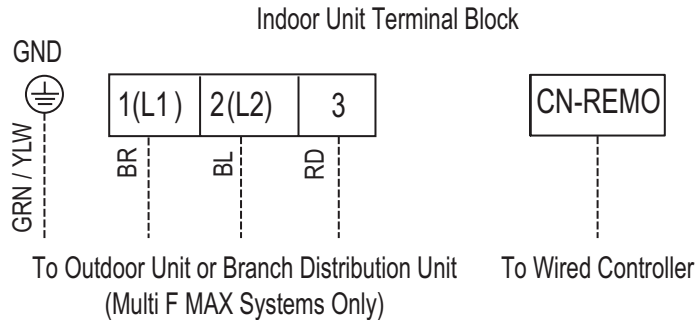 Indoor Unit Terminal Block
GND
1(L1) 2(L2) 3 CN-REMO
GRN / YLW BR BL RD
To Outdoor Unit or Branch Distribution Unit To Wired Controller
(Multi F MAX Systems Only)